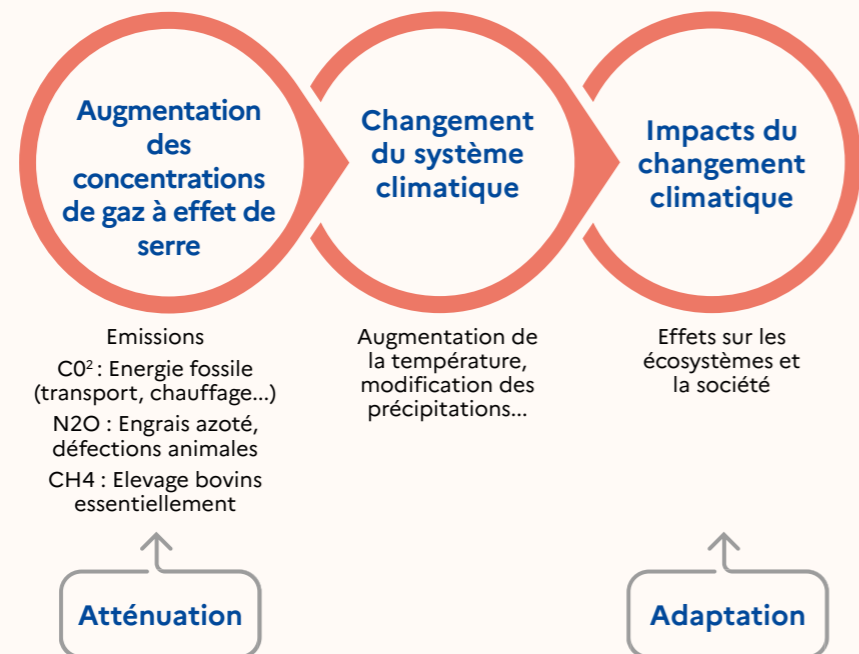 Augmentation
des
concentrations
de gaz à effet de
serre
Changement
du système
climatique
Impacts du
changement
climatique
Emissions
C0² : Energie fossile
(transport, chauffage...)
N2O : Engrais azoté,
défections animales
CH4 : Elevage bovins
essentiellement
Augmentation de
la température,
modification des
précipitations...
Effets sur les
écosystèmes et
la société
Atténuation
Adaptation